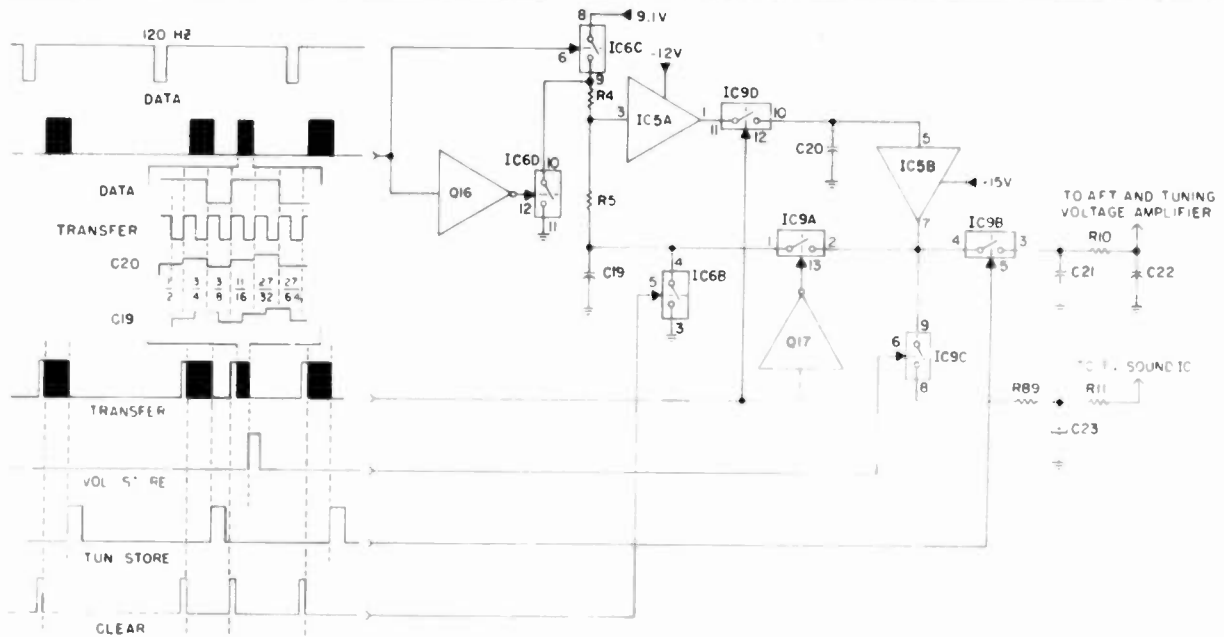 120 HZ
DATA
DATA
TRANSFER
C20
1/2 3/4 3/8 11/16 27/32 27/64
C19
TRANSFER
TUN STORE
CLEAR
8
9.1V
6
IC6C
9
R4
-12V
3
IC5A
1
IC9D
11
12
10
C20
5
IC5B
-15V
7
Q16
IC6D
10
12
11
R5
C19
4
5
IC6B
3
IC9A
1
2
13
Q17
IC9B
4
3
5
TO AFT AND TUNING
VOLTAGE AMPLIFIER
R10
C21
C22
9
6
IC9C
8
SOUND IC
R89
R11
C23